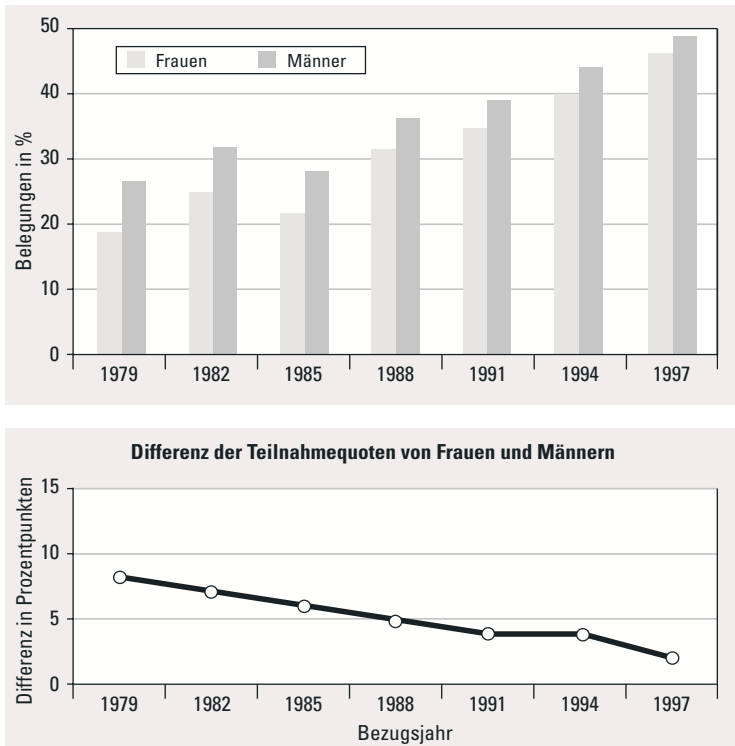 50
40
30
20
10
0
Belegungen in %
Frauen Männer
1979 1982 1985 1988 1991 1994 1997
Differenz der Teilnahmequoten von Frauen und Männern
15
10
5
0
Differenz in Prozentpunkten
1979 1982 1985 1988 1991 1994 1997
Bezugsjahr